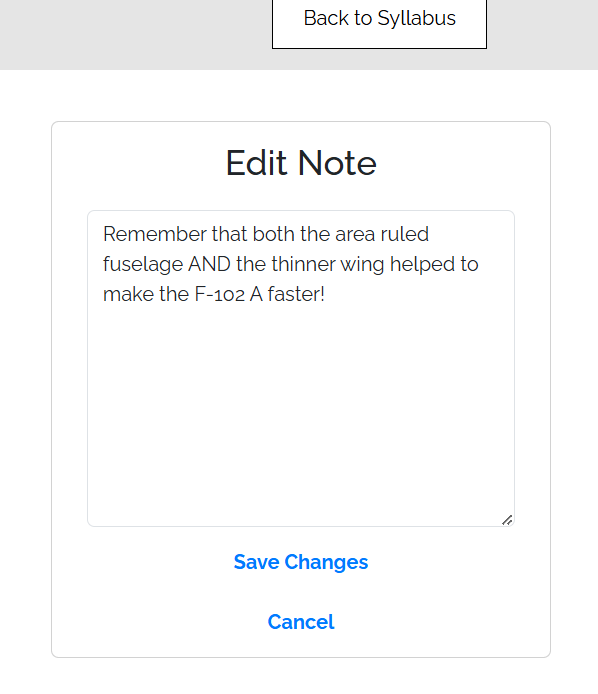 Back to Syllabus
Edit Note
Remember that both the area ruled
fuselage AND the thinner wing helped to
make the F-102 A faster!
Save Changes
Cancel